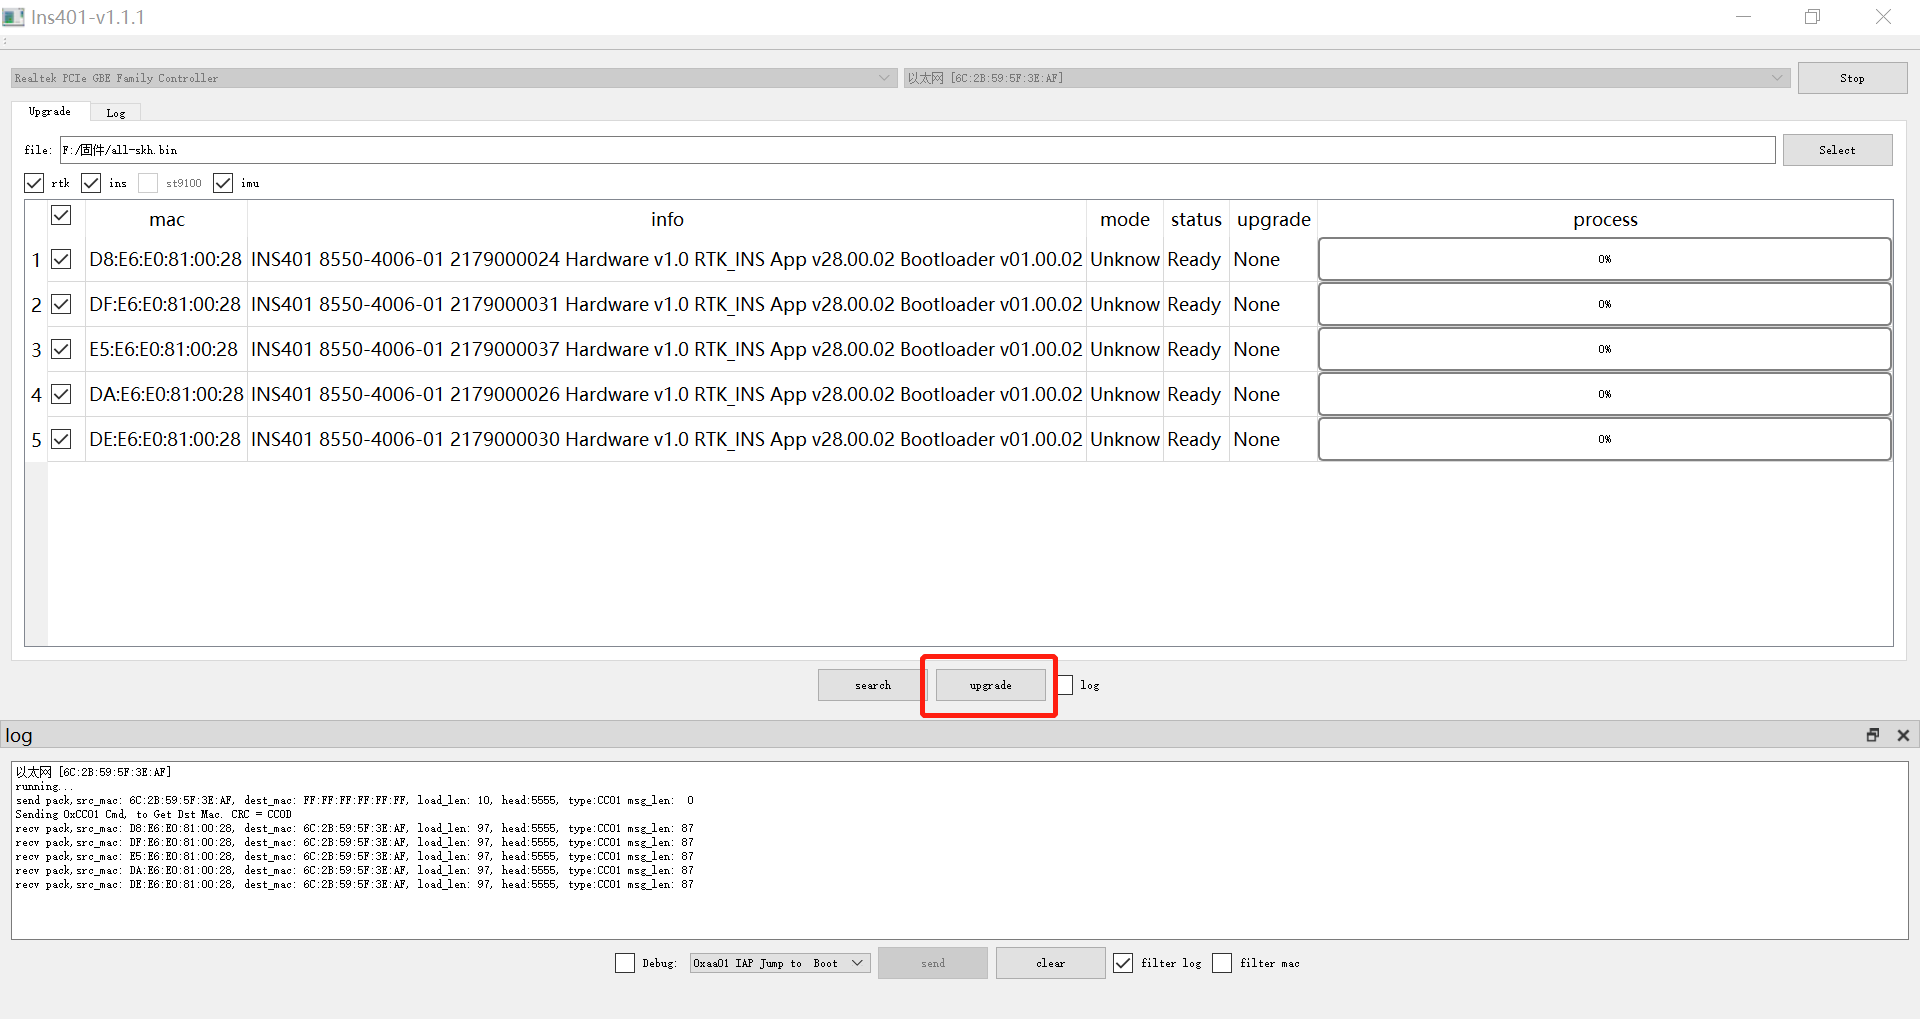 Ins401-v1.1.1
Realtek PCIe GBE Family Controller 以太网 [6C:2B:59:5F:3E:AF] Stop
Upgrade Log
file: F:/固件/all-skh.bin Select
rtk ins st9100 imu
mac info mode status upgrade process
1 D8:E6:E0:81:00:28 INS401 8550-4006-01 2179000024 Hardware v1.0 RTK_INS App v28.00.02 Bootloader v01.00.02 Unknow Ready None 0%
2 DF:E6:E0:81:00:28 INS401 8550-4006-01 2179000031 Hardware v1.0 RTK_INS App v28.00.02 Bootloader v01.00.02 Unknow Ready None 0%
3 E5:E6:E0:81:00:28 INS401 8550-4006-01 2179000037 Hardware v1.0 RTK_INS App v28.00.02 Bootloader v01.00.02 Unknow Ready None 0%
4 DA:E6:E0:81:00:28 INS401 8550-4006-01 2179000026 Hardware v1.0 RTK_INS App v28.00.02 Bootloader v01.00.02 Unknow Ready None 0%
5 DE:E6:E0:81:00:28 INS401 8550-4006-01 2179000030 Hardware v1.0 RTK_INS App v28.00.02 Bootloader v01.00.02 Unknow Ready None 0%
search upgrade log
log
以太网 [6C:2B:59:5F:3E:AF]
running...
send pack,src_mac: 6C:2B:59:5F:3E:AF, dest_mac: FF:FF:FF:FF:FF:FF, load_len: 10, head:5555, type:CC01 msg_len: 0
Sending 0xCC01 Cmd, to Get Dst Mac. CRC = CC0D
recv pack,src_mac: D8:E6:E0:81:00:28, dest_mac: 6C:2B:59:5F:3E:AF, load_len: 97, head:5555, type:CC01 msg_len: 87
recv pack,src_mac: DF:E6:E0:81:00:28, dest_mac: 6C:2B:59:5F:3E:AF, load_len: 97, head:5555, type:CC01 msg_len: 87
recv pack,src_mac: E5:E6:E0:81:00:28, dest_mac: 6C:2B:59:5F:3E:AF, load_len: 97, head:5555, type:CC01 msg_len: 87
recv pack,src_mac: DA:E6:E0:81:00:28, dest_mac: 6C:2B:59:5F:3E:AF, load_len: 97, head:5555, type:CC01 msg_len: 87
recv pack,src_mac: DE:E6:E0:81:00:28, dest_mac: 6C:2B:59:5F:3E:AF, load_len: 97, head:5555, type:CC01 msg_len: 87
Debug: 0xaa01 IAP Jump to Boot send clear filter log filter mac